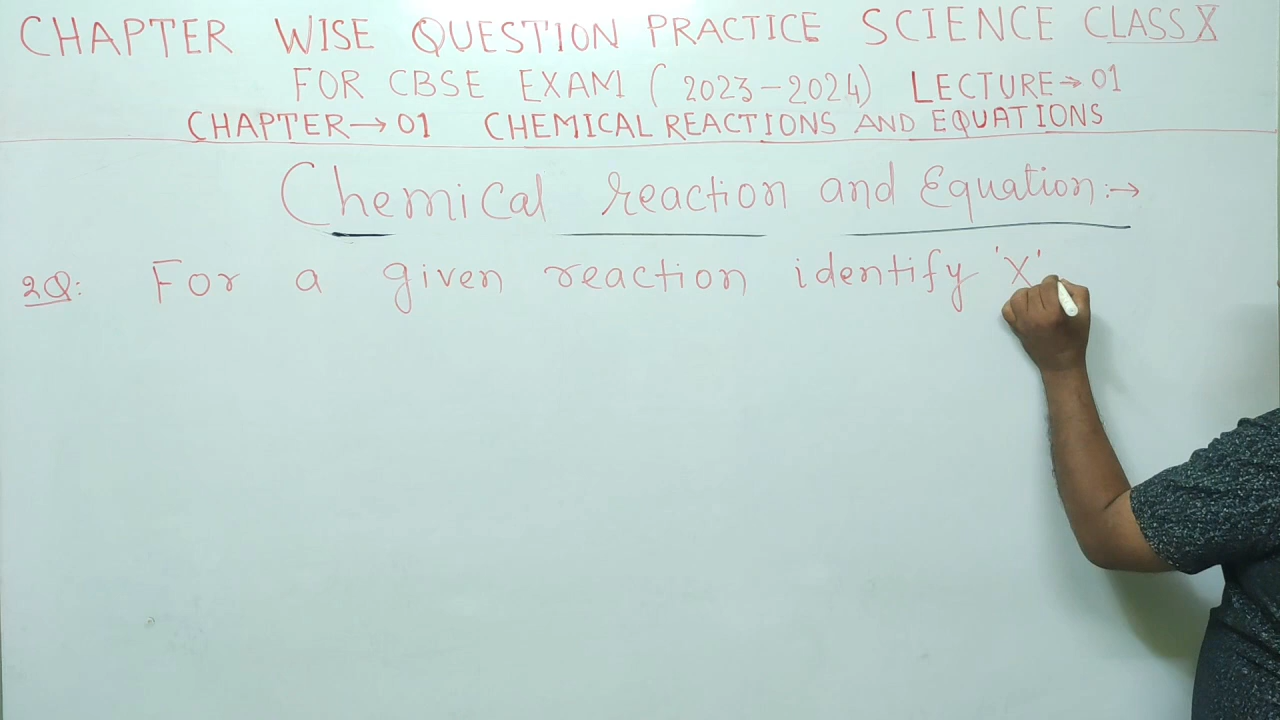 CHAPTER WISE QUESTION PRACTICE SCIENCE CLASS X
FOR CBSE EXAM (2023-2024) LECTURE→01
CHAPTER→01 CHEMICAL REACTIONS AND EQUATIONS
Chemical reaction and Equation:→
2Q: For a given reaction identify 'X'